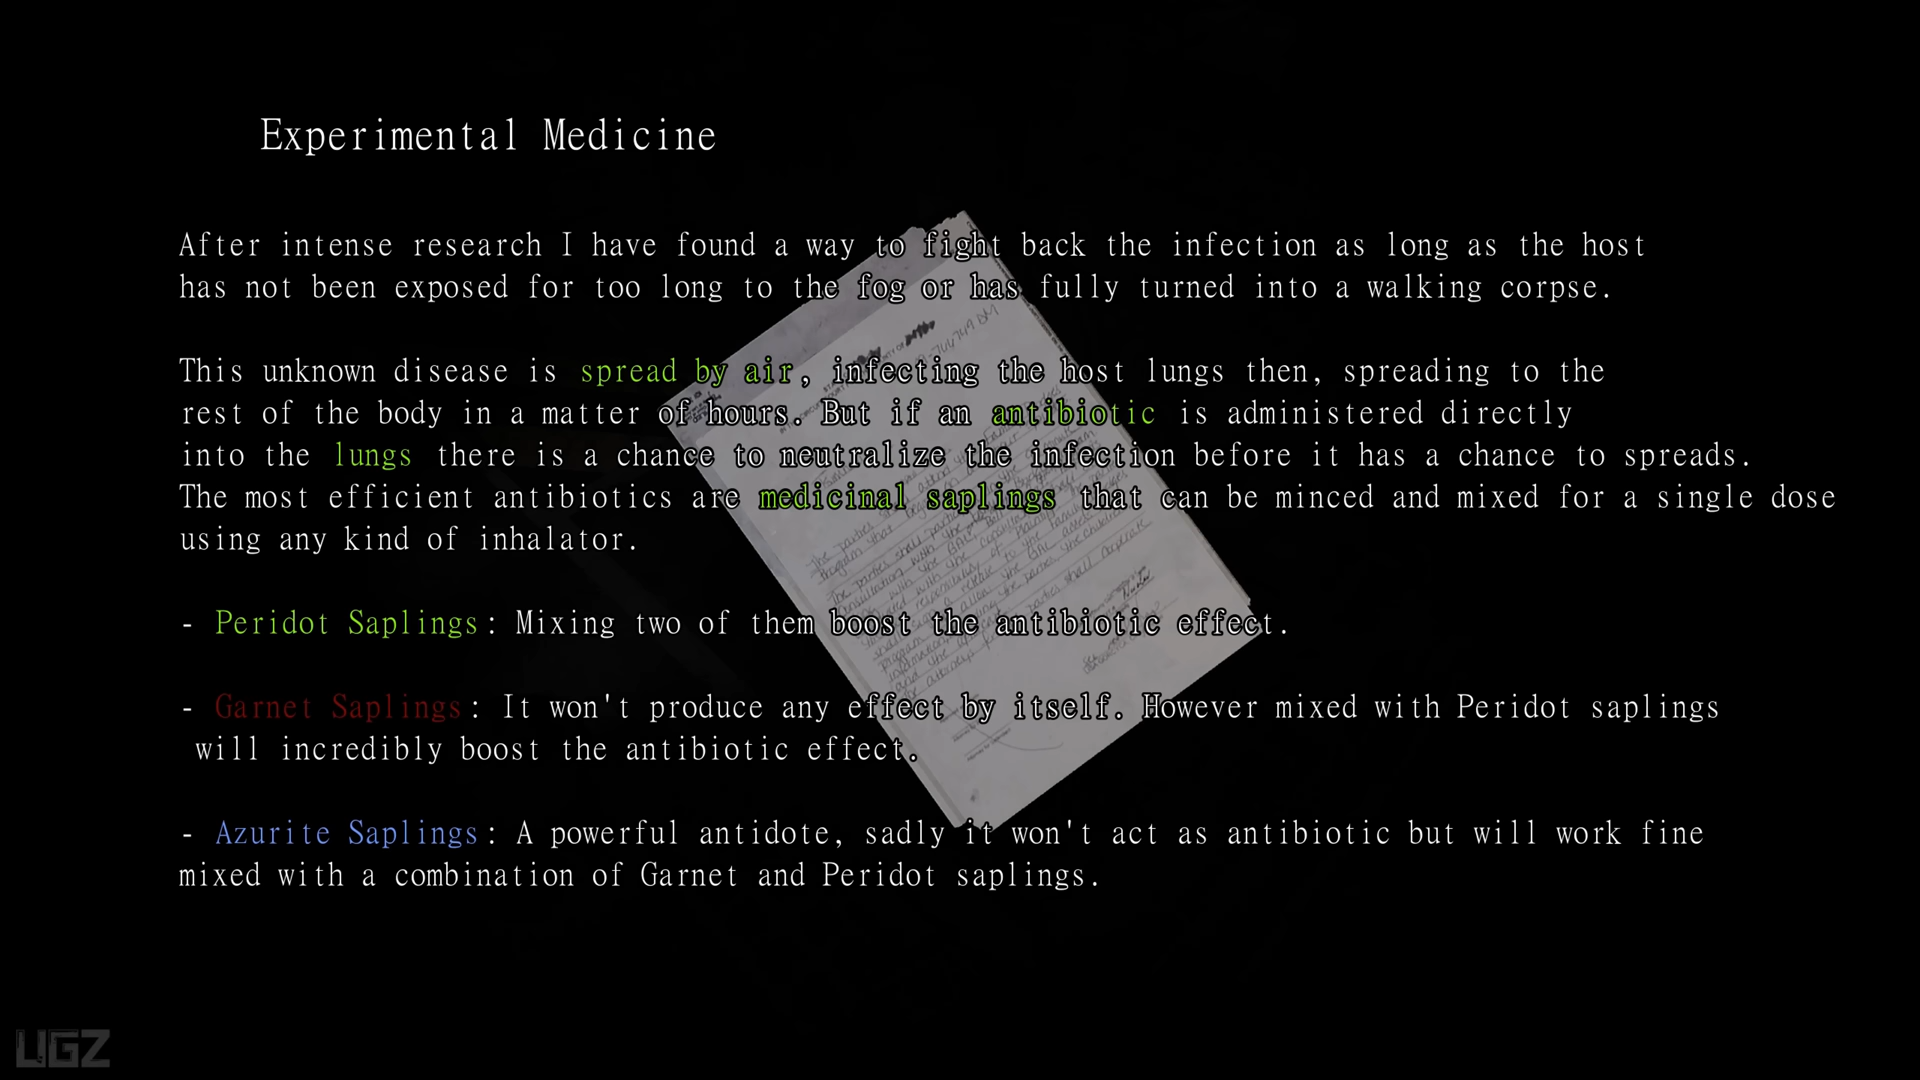 Experimental Medicine
After intense research I have found a way to fight back the infection as long as the host
has not been exposed for too long to the fog or has fully turned into a walking corpse.
This unknown disease is spread by air, infecting the host lungs then, spreading to the
rest of the body in a matter of hours. But if an antibiotic is administered directly
into the lungs there is a chance to neutralize the infection before it has a chance to spreads.
The most efficient antibiotics are medicinal saplings that can be minced and mixed for a single dose
using any kind of inhalator.
- Peridot Saplings: Mixing two of them boost the antibiotic effect.
- Garnet Saplings: It won't produce any effect by itself. However mixed with Peridot saplings
will incredibly boost the antibiotic effect.
- Azurite Saplings: A powerful antidote, sadly it won't act as antibiotic but will work fine
mixed with a combination of Garnet and Peridot saplings.
UGZ